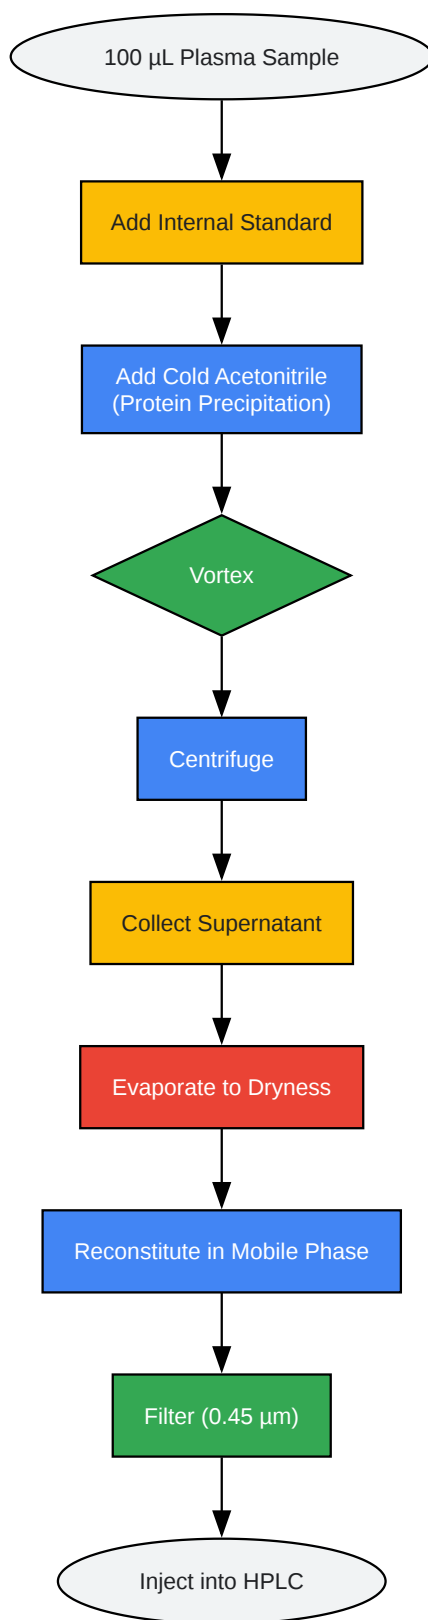 100 µL Plasma Sample
Add Internal Standard
Add Cold Acetonitrile
(Protein Precipitation)
Vortex
Centrifuge
Collect Supernatant
Evaporate to Dryness
Reconstitute in Mobile Phase
Filter (0.45 µm)
Inject into HPLC